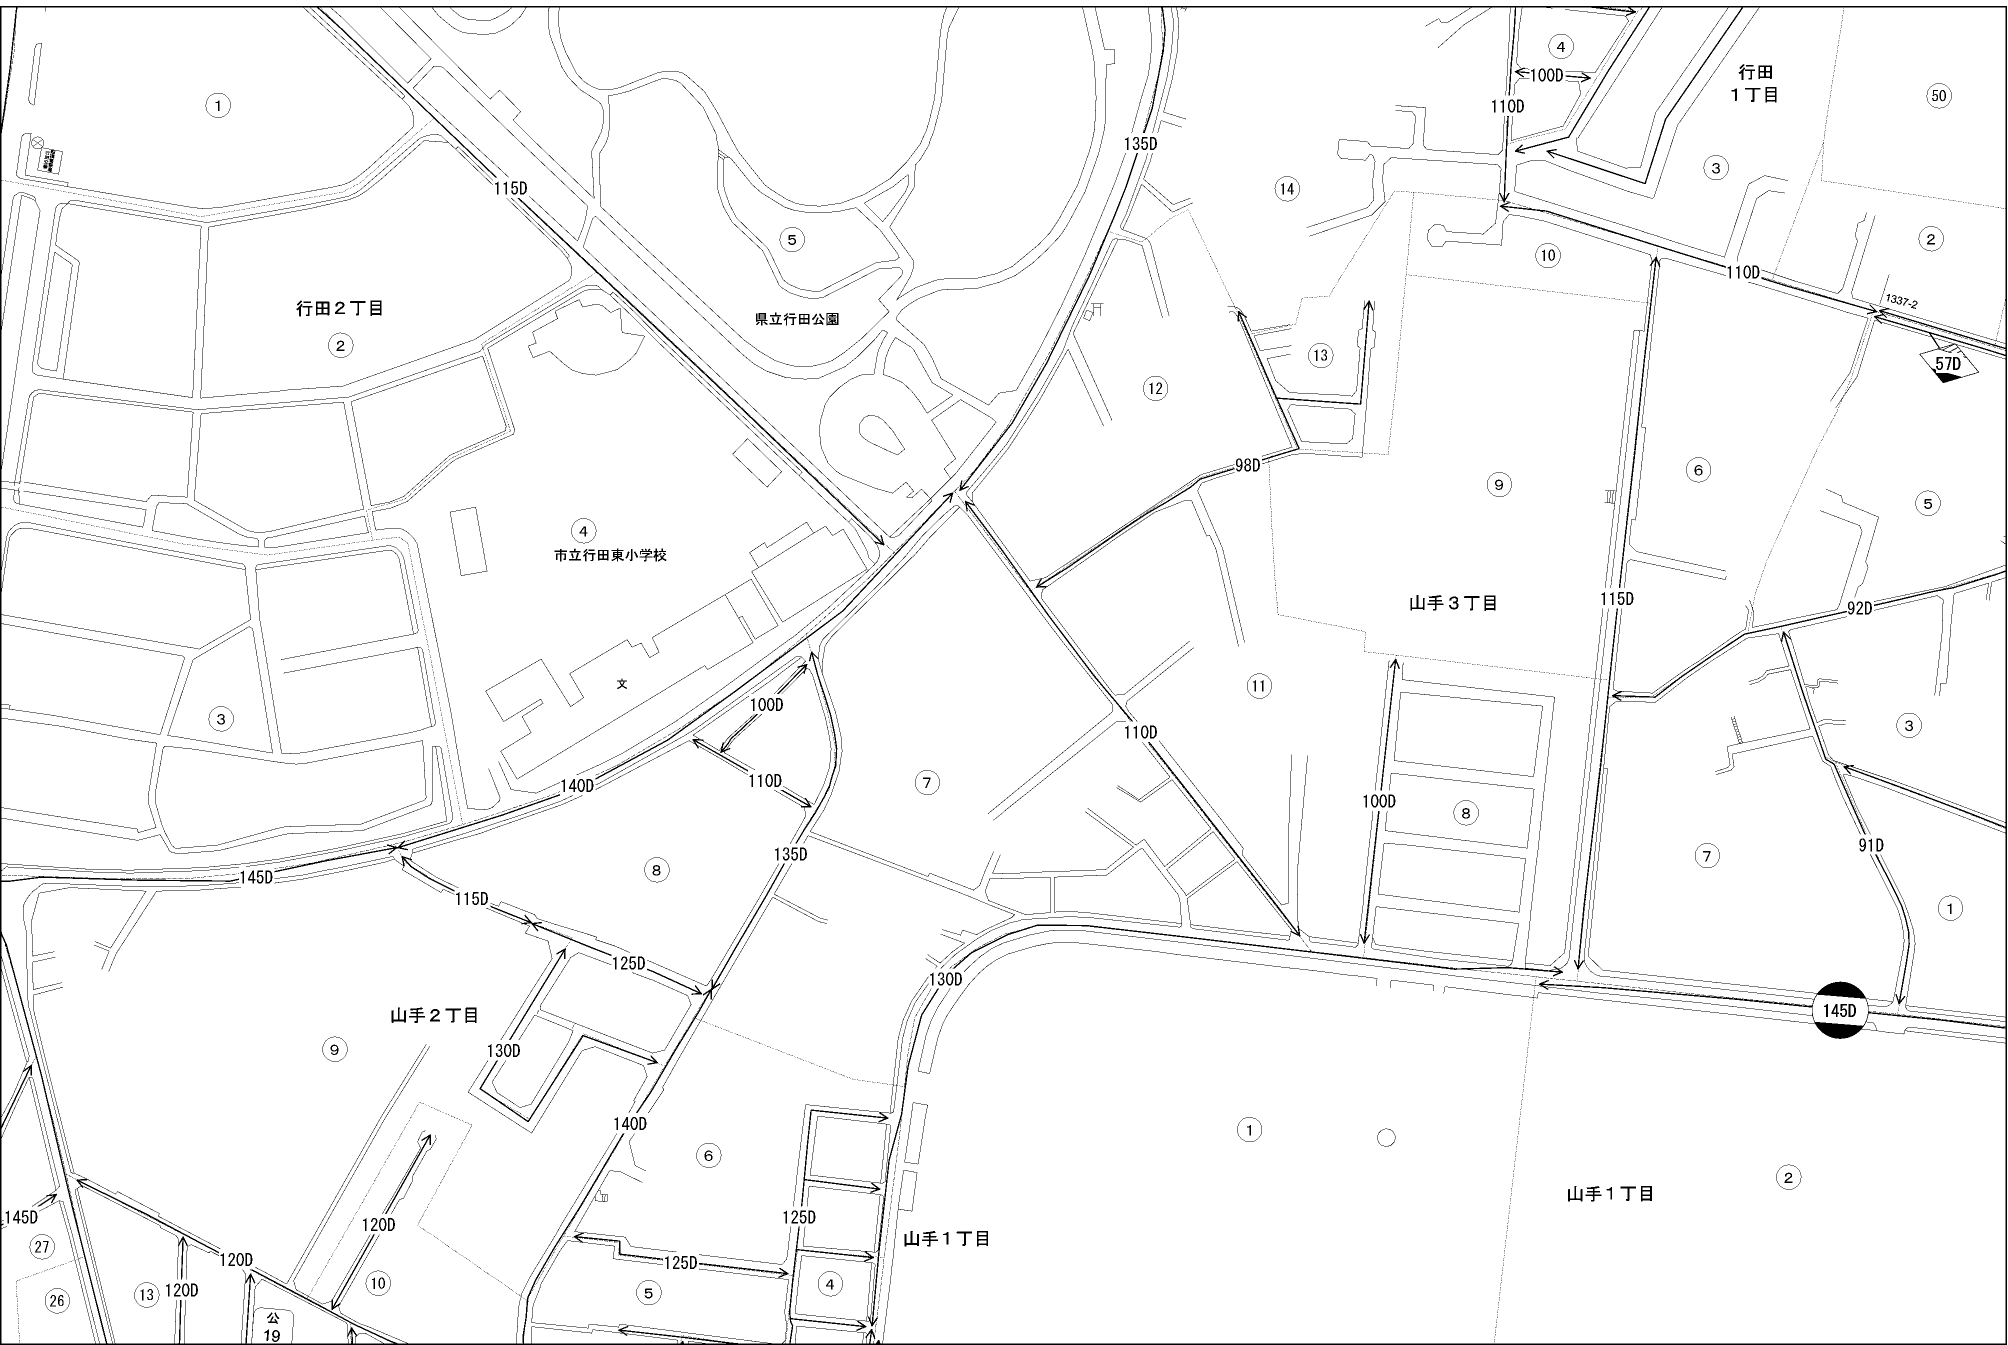 ④
100D
110D
行田
1丁目
㊿
①
135D
115D
③
⑭
⑤
②
⑩
110D
1337-2
行田2丁目
②
県立行田公園
⑬
57D
⑫
98D
⑨
⑥
⑤
④
市立行田東小学校
山手3丁目
115D
92D
文
⑪
③
100D
110D
③
⑦
140D
110D
100D
⑧
135D
⑧
145D
115D
91D
⑦
①
125D
130D
145D
山手2丁目
⑨
130D
140D
①
⑥
山手1丁目
②
145D
120D
125D
山手1丁目
㉗
120D
125D
⑬
120D
⑩
⑤
④
㉖
公
19